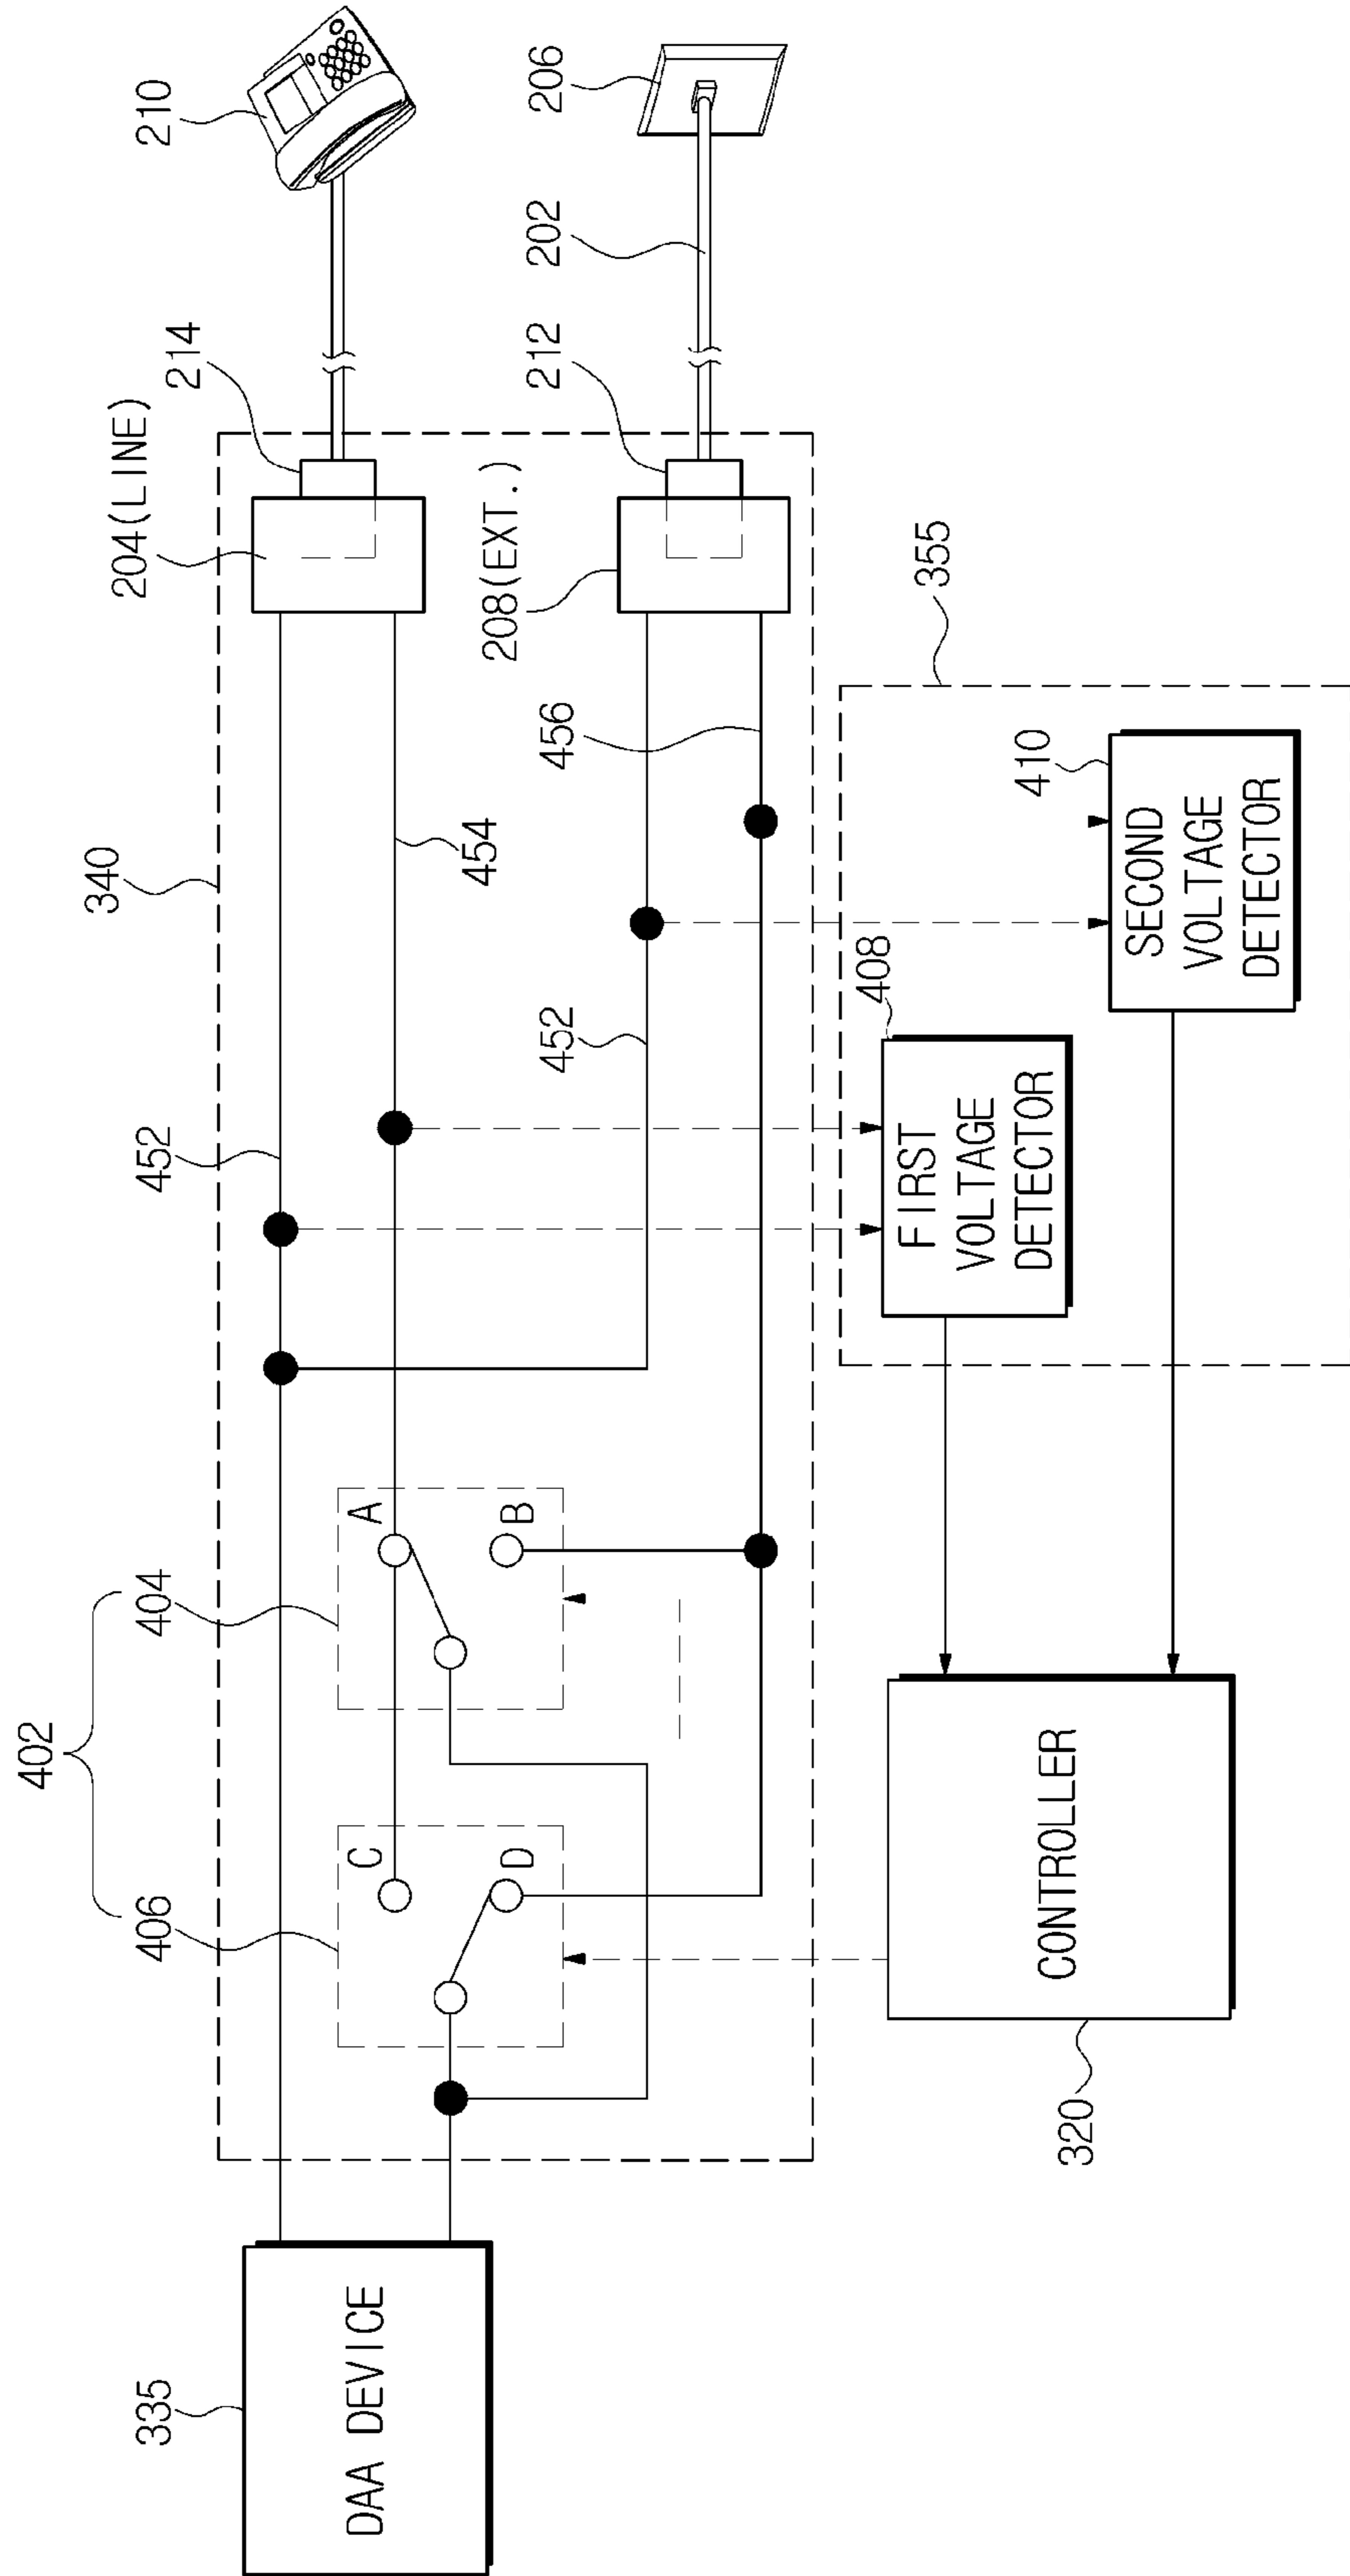 402
335
406
404
452
340
204(LINE)
214
210
DAA DEVICE
C
A
D
B
454
208(EXT.)
212
202
206
452
456
320
CONTROLLER
408
FIRST
VOLTAGE
DETECTOR
410
SECOND
VOLTAGE
DETECTOR
355